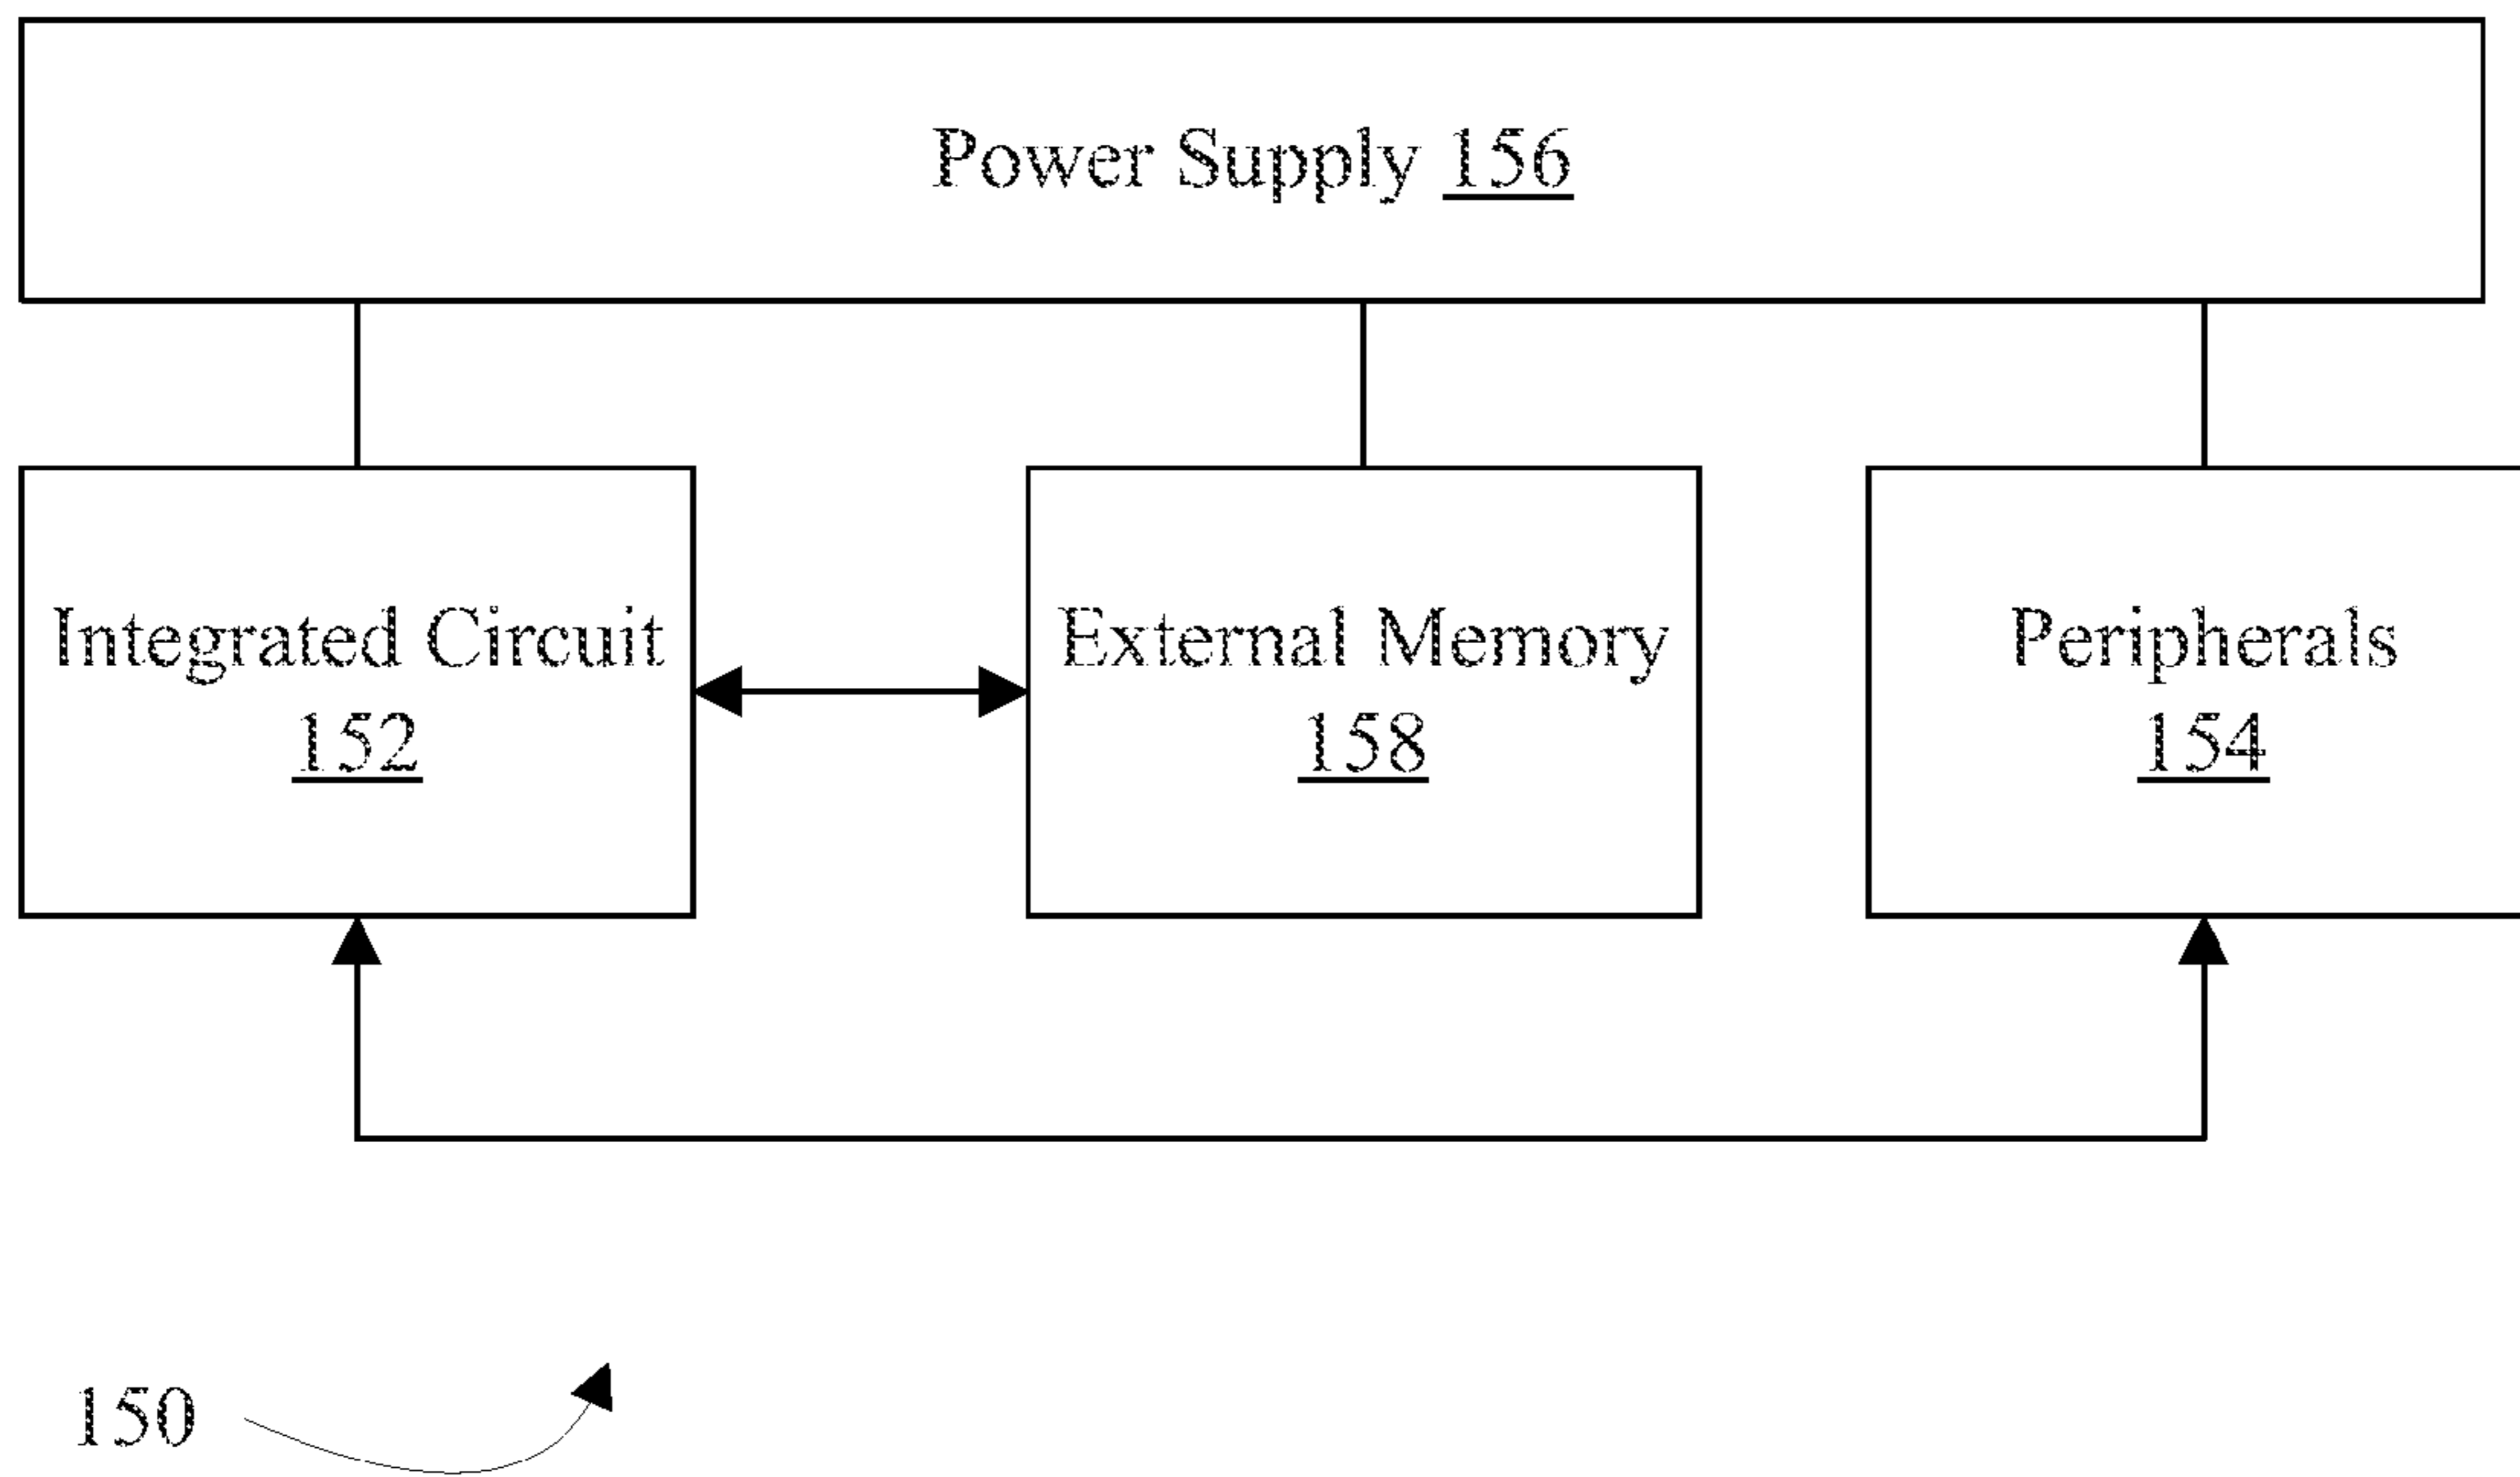 Power Supply 156
Integrated Circuit
152
External Memory
158
Peripherals
154
150